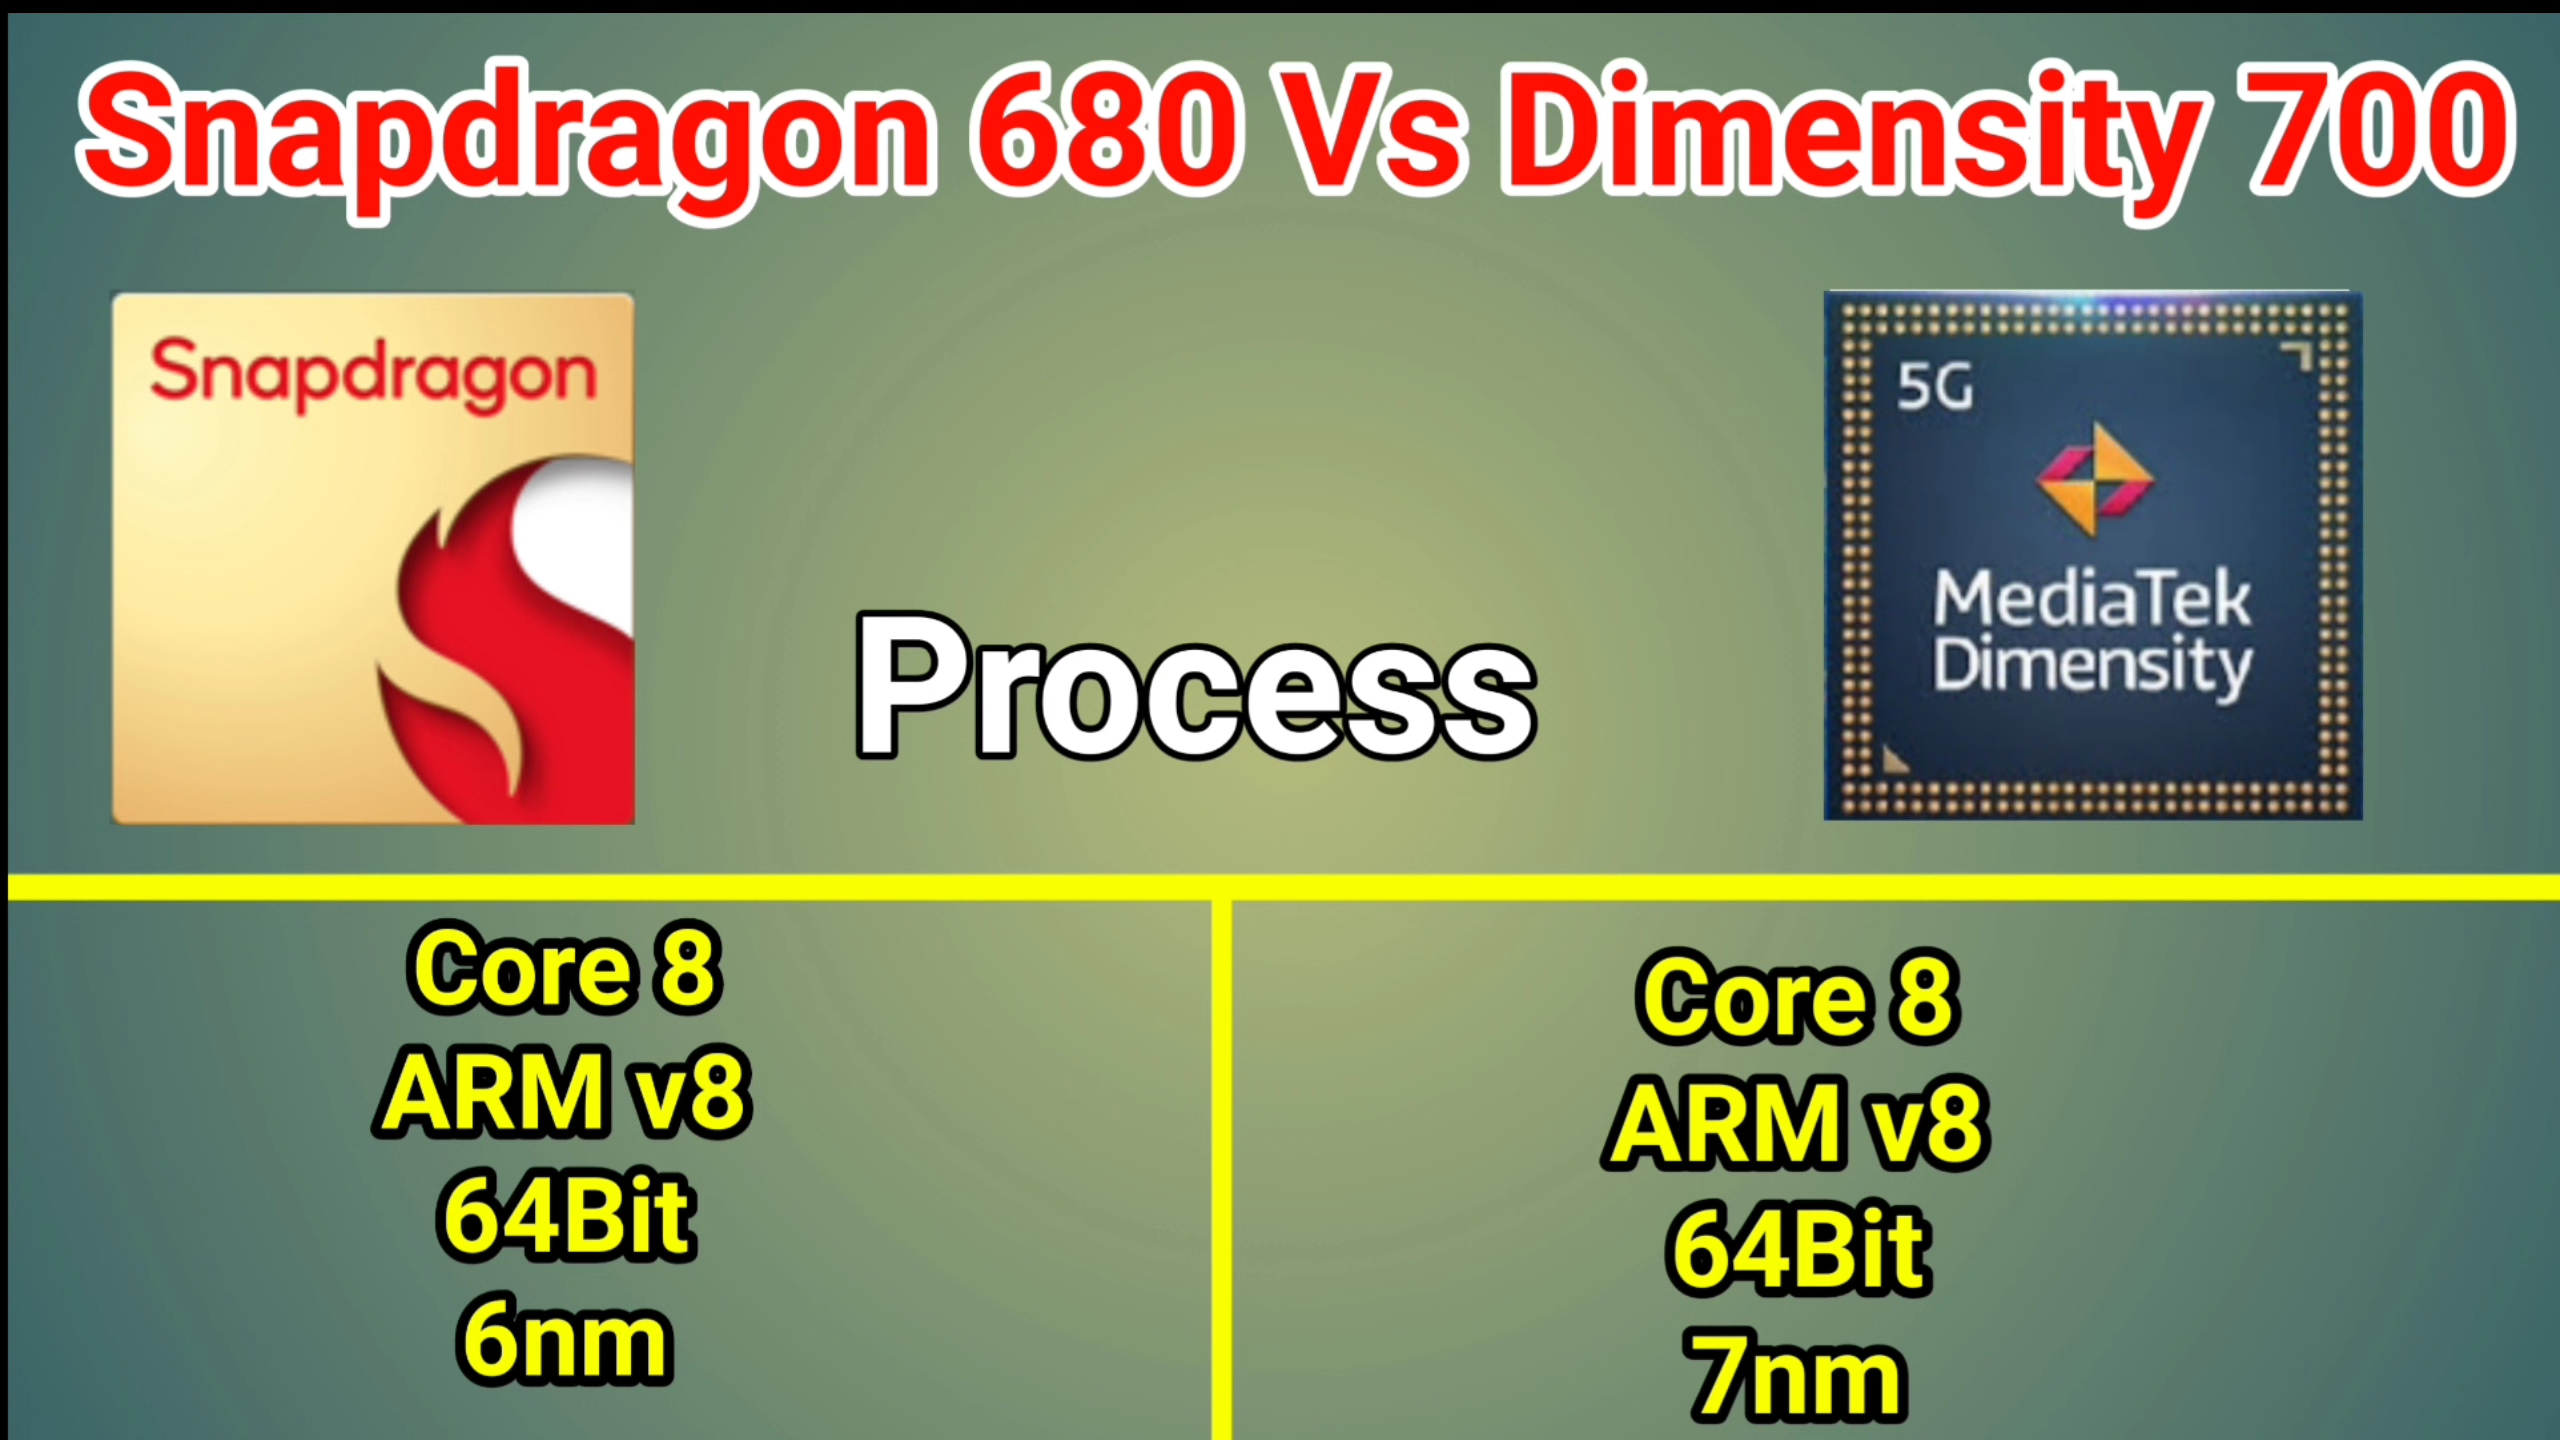 Snapdragon 680 Vs Dimensity 700
Snapdragon
5G
MediaTek
Dimensity
Process
Core 8
ARM v8
64Bit
6nm
Core 8
ARM v8
64Bit
7nm